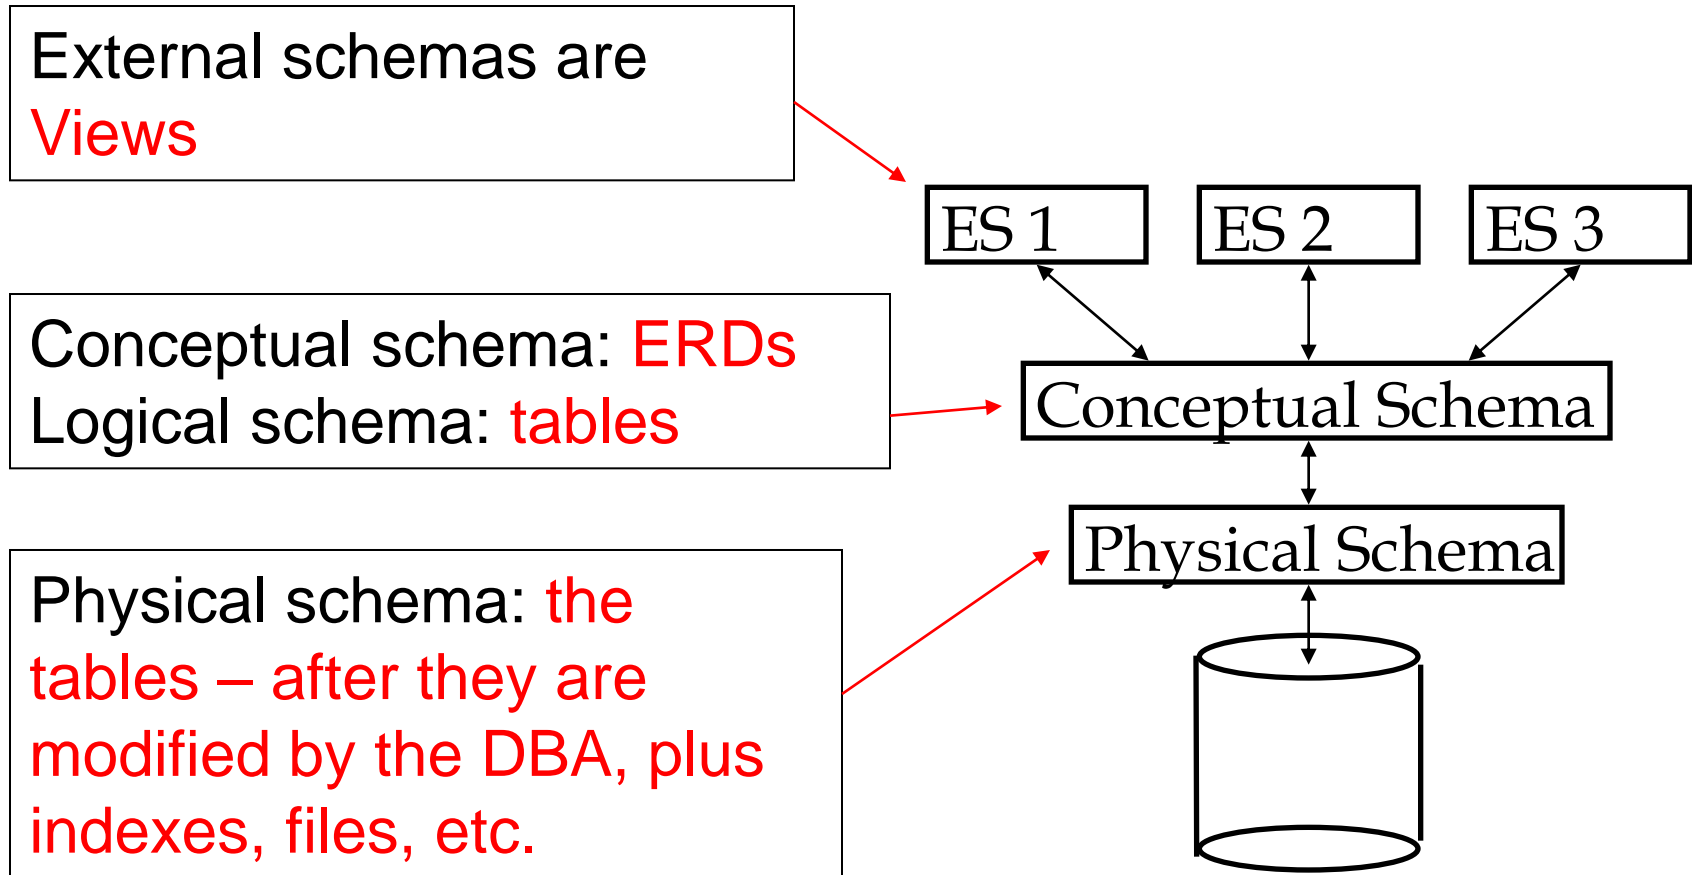 External schemas are
Views
ES 1
ES 2
ES 3
Conceptual schema: ERDs
Logical schema: tables
Conceptual Schema
Physical Schema
Physical schema: the
tables – after they are
modified by the DBA, plus
indexes, files, etc.